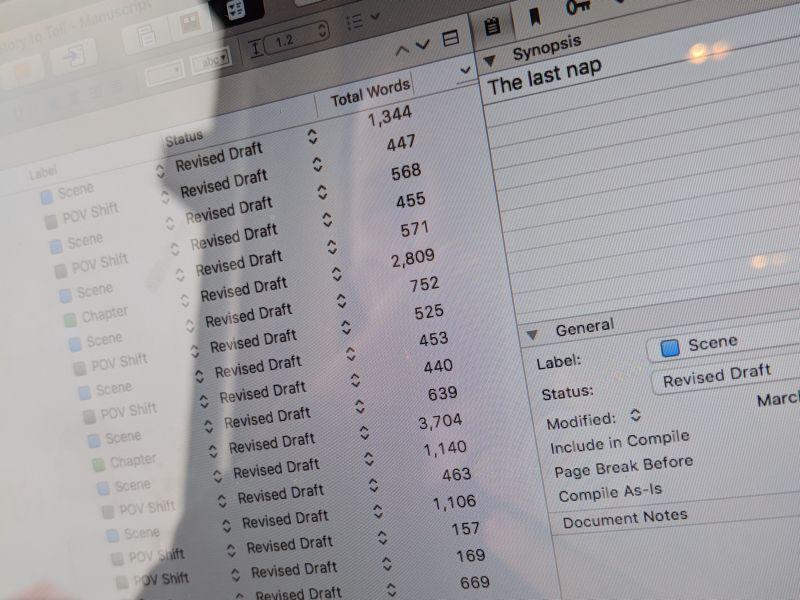 ory to Tell - Manuscript
1.2
abc
Synopsis
The last nap
Label
Status
Total Words
Scene
Revised Draft
1,344
POV Shift
Revised Draft
447
Scene
Revised Draft
568
POV Shift
Revised Draft
455
Scene
Revised Draft
571
Chapter
Revised Draft
2,809
Scene
Revised Draft
752
POV Shift
Revised Draft
525
Scene
Revised Draft
453
POV Shift
Revised Draft
440
Scene
Revised Draft
639
Chapter
Revised Draft
3,704
Scene
Revised Draft
1,140
POV Shift
Revised Draft
463
Scene
Revised Draft
1,106
POV Shift
Revised Draft
157
POV Shift
Revised Draft
169
Revised Draft
669
General
Label:
Scene
Status:
Revised Draft
Modified:
March
Include in Compile
Page Break Before
Compile As-Is
Document Notes